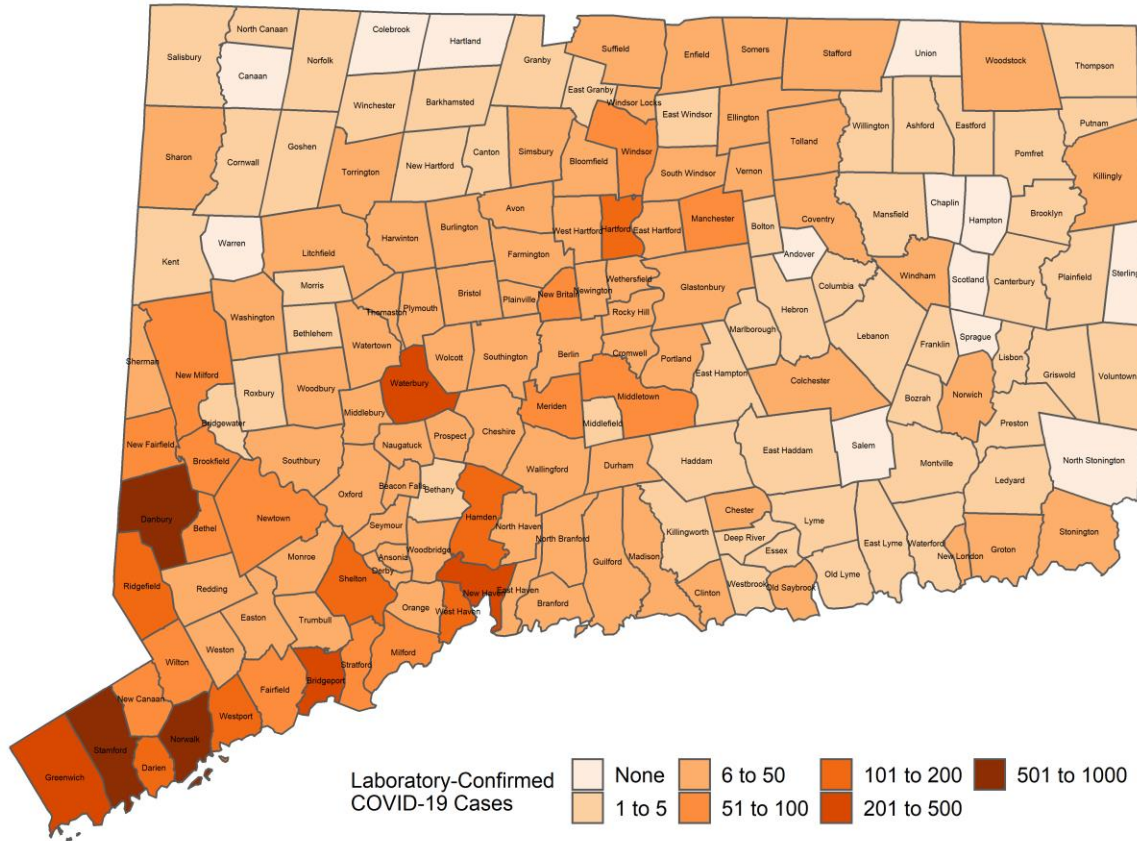 North Canaan
Colebrook
Hartland
Suffield
Enfield
Somers
Stafford
Union
Woodstock
Thompson
Salisbury
Canaan
Norfolk
Granby
East Granby
Windsor Locks
Winchester
Barkhamsted
East Windsor
Ellington
Willington
Ashford
Eastford
Putnam
Sharon
Cornwall
Goshen
Torrington
New Hartford
Canton
Simsbury
Bloomfield
Windsor
South Windsor
Vernon
Tolland
Pomfret
Killingly
Kent
Warren
Litchfield
Harwinton
Burlington
Avon
West Hartford
Hartford
East Hartford
Manchester
Bolton
Coventry
Mansfield
Chaplin
Hampton
Brooklyn
Farmington
Andover
Morris
Bristol
Plainville
New Britain
Newington
Wethersfield
Glastonbury
Hebron
Columbia
Windham
Scotland
Canterbury
Plainfield
Sterling
Washington
Bethlehem
Thomaston
Plymouth
Rocky Hill
Marlborough
Lebanon
Franklin
Sprague
Lisbon
Griswold
Voluntown
Sherman
New Milford
Roxbury
Woodbury
Watertown
Waterbury
Wolcott
Southington
Berlin
Cromwell
Portland
East Hampton
Colchester
Bozrah
Norwich
Preston
Bridgewater
Middlebury
Meriden
Middletown
Middlefield
New Fairfield
Brookfield
Southbury
Naugatuck
Prospect
Cheshire
Wallingford
Durham
Haddam
East Haddam
Salem
Montville
Ledyard
North Stonington
Danbury
Bethel
Newtown
Oxford
Beacon Falls
Bethany
Hamden
North Haven
North Branford
Guilford
Madison
Killingworth
Chester
Deep River
Essex
Lyme
East Lyme
Waterford
New London
Groton
Stonington
Ridgefield
Redding
Monroe
Seymour
Ansonia
Derby
Woodbridge
Shelton
Orange
West Haven
New Haven
East Haven
Branford
Clinton
Westbrook
Old Saybrook
Old Lyme
Wilton
Weston
Easton
Trumbull
Stratford
Milford
New Canaan
Westport
Fairfield
Bridgeport
Greenwich
Stamford
Darien
Norwalk
Laboratory-Confirmed
COVID-19 Cases
None
6 to 50
101 to 200
501 to 1000
1 to 5
51 to 100
201 to 500